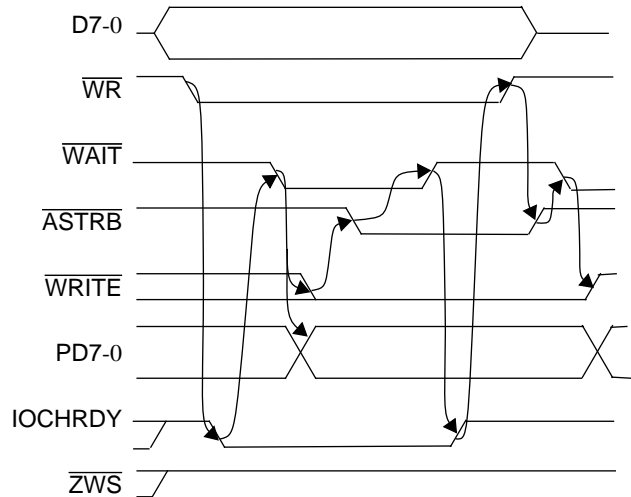 D7-0
WR
WAIT
ASTRB
WRITE
PD7-0
IOCHRDY
ZWS